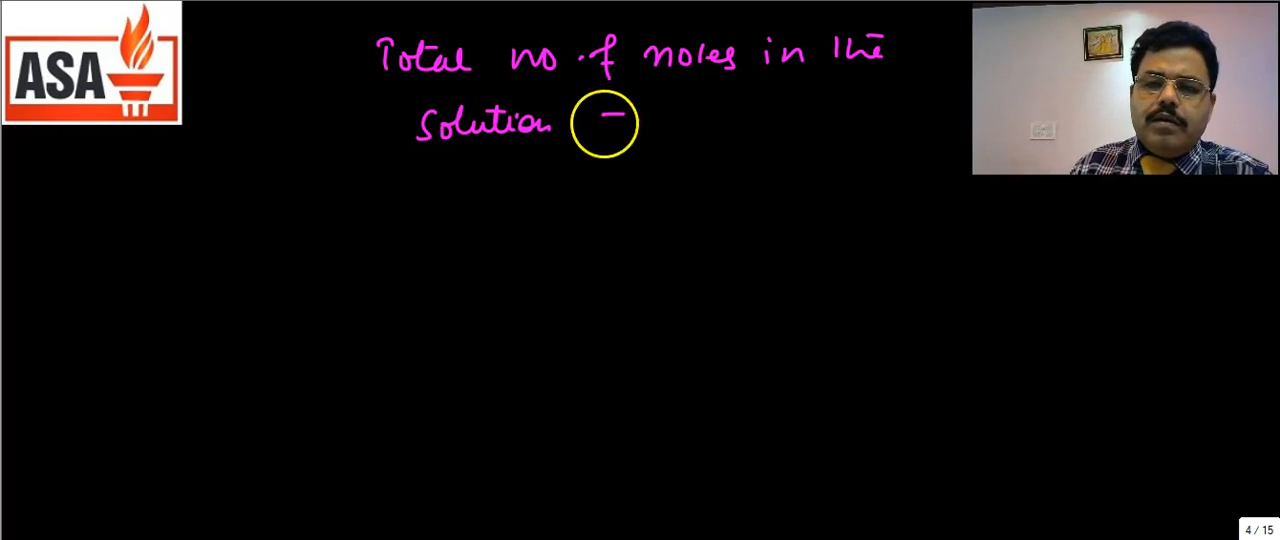 ASA
Total no. of moles in the
Solution =
4 / 15